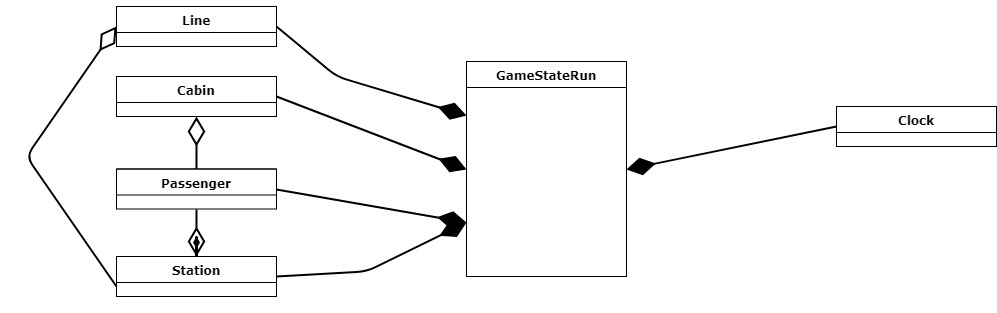 Line
Cabin
Passenger
Station
GameStateRun
Clock